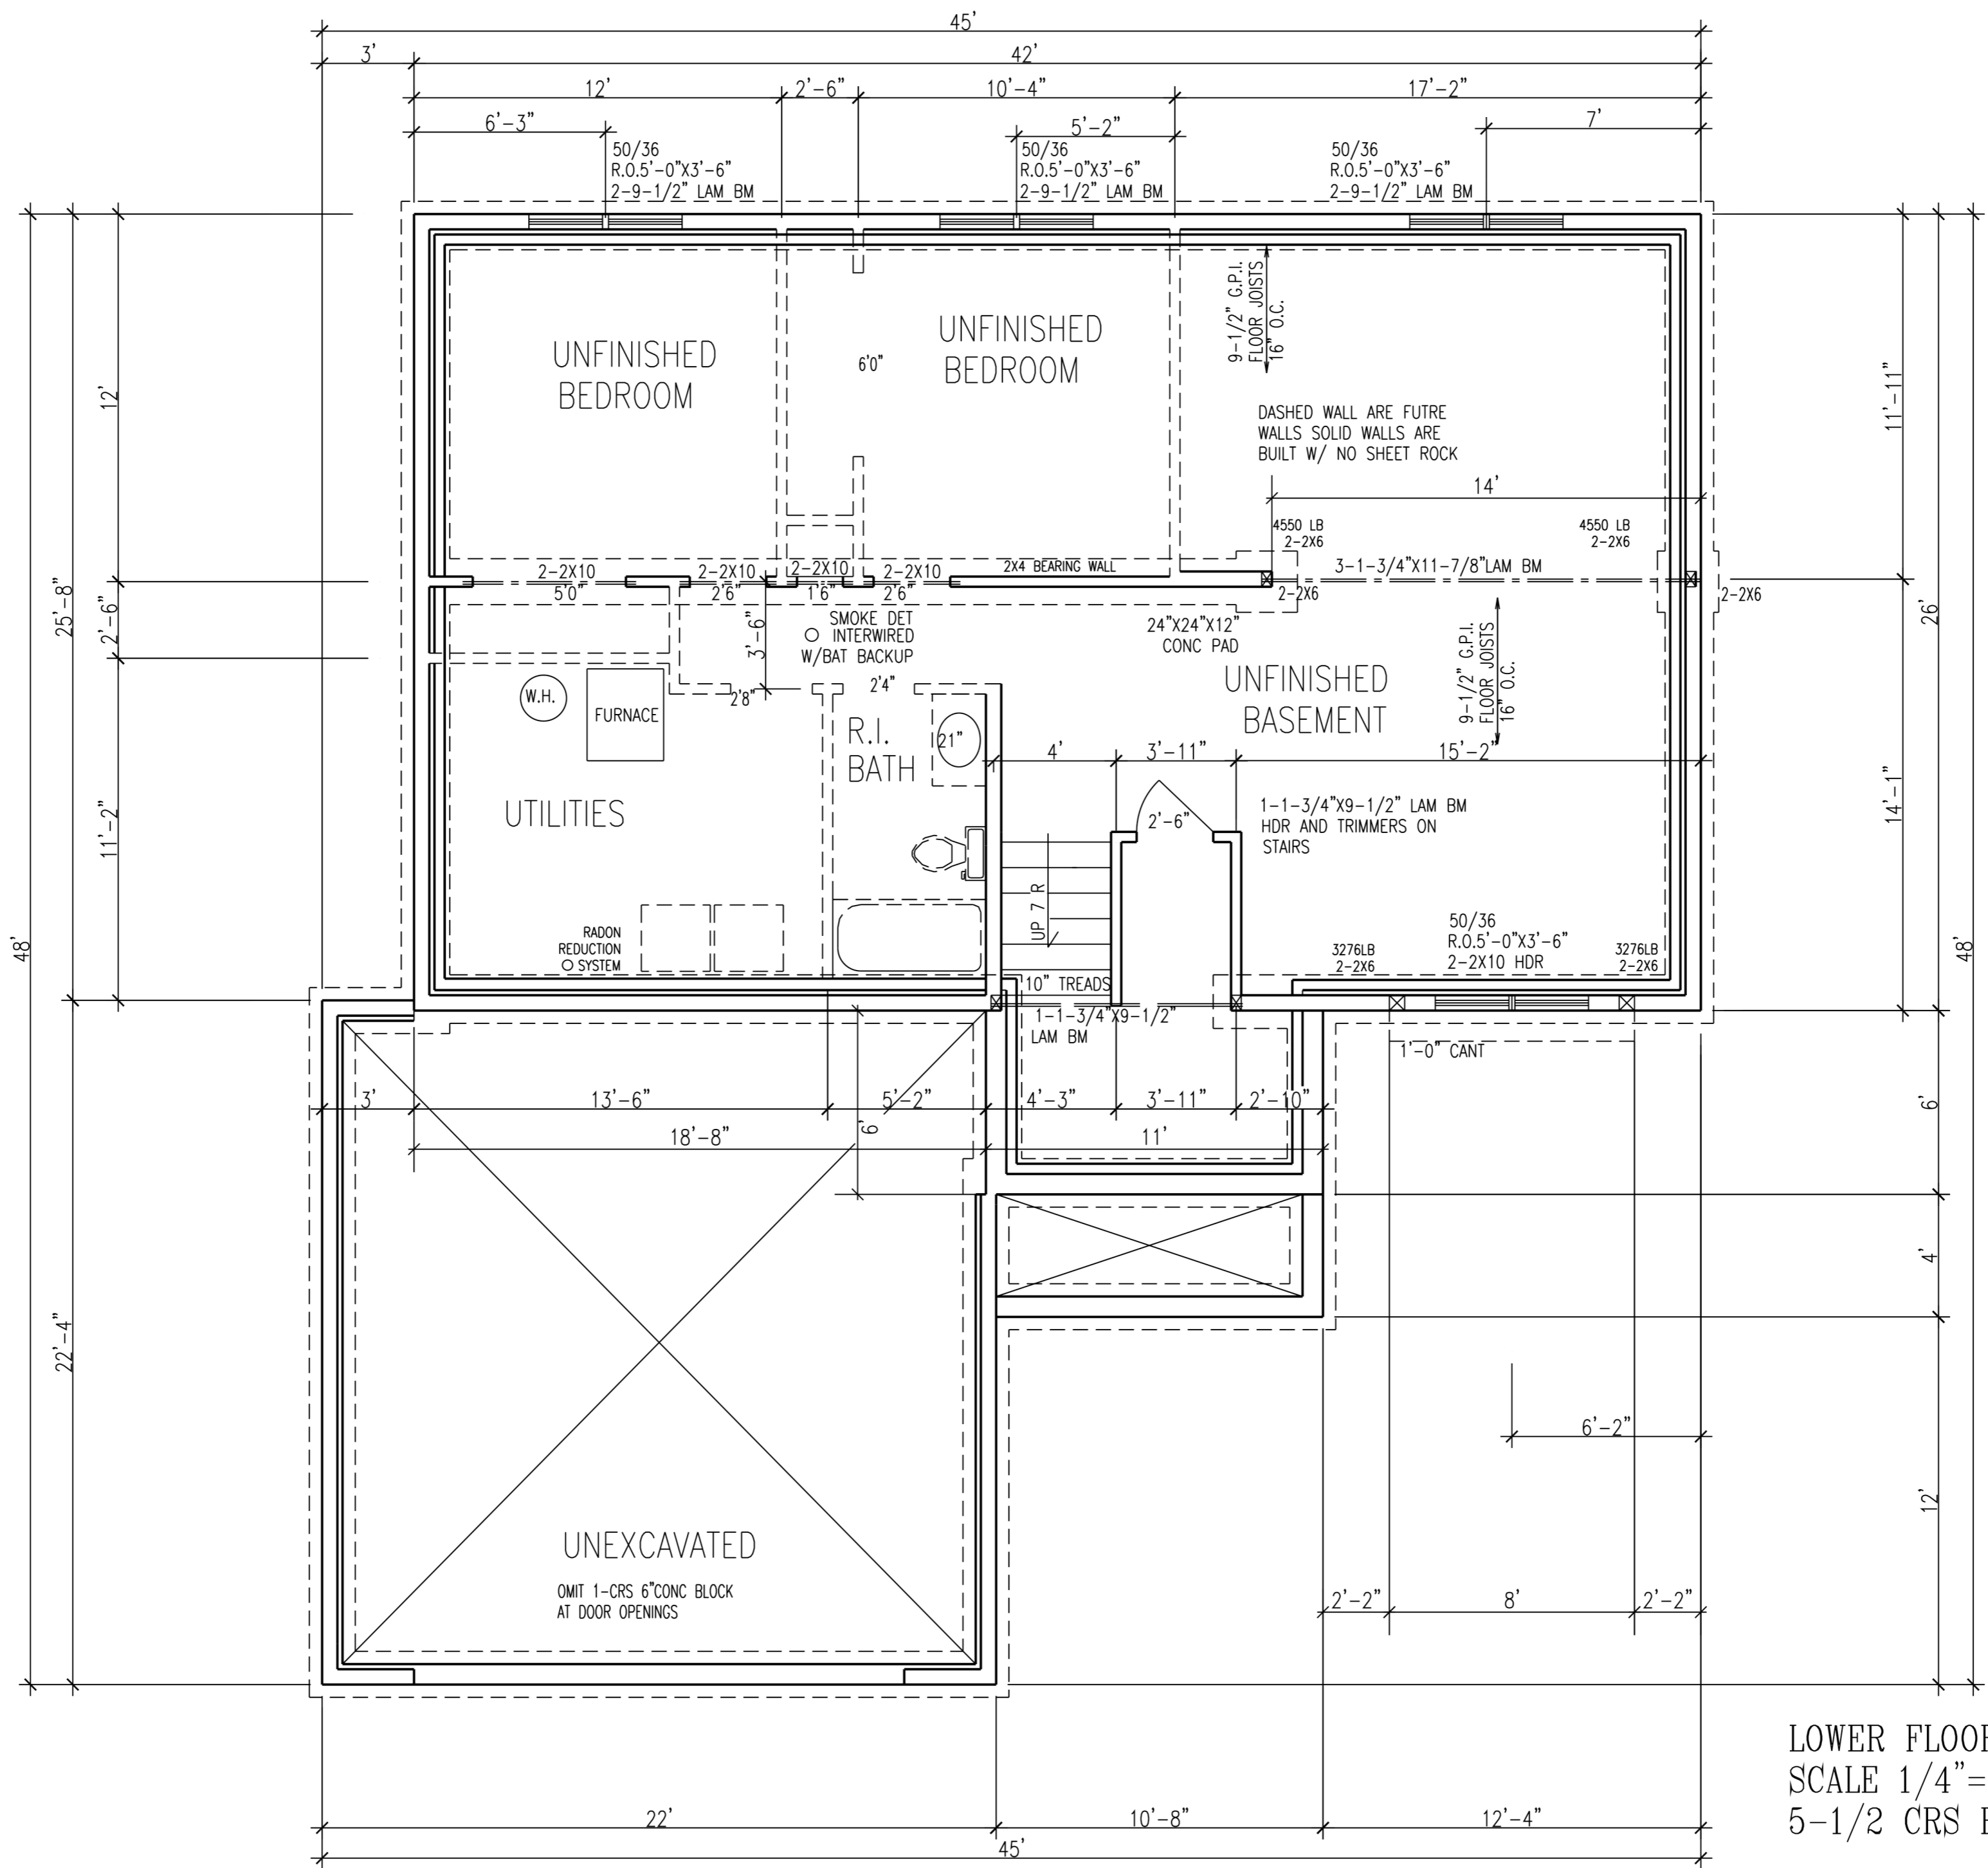 45'
3'
42'
12'
2'-6"
10'-4"
17'-2"
6'-3"
5'-2"
7'
50/36
R.O.5'-0"X3'-6"
2-9-1/2" LAM BM
50/36
R.O.5'-0"X3'-6"
2-9-1/2" LAM BM
50/36
R.O.5'-0"X3'-6"
2-9-1/2" LAM BM
UNFINISHED
BEDROOM
6'0"
UNFINISHED
BEDROOM
9-1/2" G.P.I.
FLOOR JOISTS
16" O.C.
DASHED WALL ARE FUTRE
WALLS SOLID WALLS ARE
BUILT W/ NO SHEET ROCK
14'
4550 LB
2-2X6
4550 LB
2-2X6
3-1-3/4"X11-7/8"LAM BM
2-2X6
2-2X6
12'
2'-6"
11'-2"
25'-8"
48'
22'-4"
11'-11"
14'-1"
26'
48'
6'
4'
12'
2-2X10
5'0"
2-2X10
2'6"
2-2X10
1'6"
2-2X10
2'6"
2X4 BEARING WALL
3'-6"
SMOKE DET
INTERWIRED
W/BAT BACKUP
24"X24"X12"
CONC PAD
W.H.
FURNACE
2'8"
2'4"
R.I.
BATH
21"
UNFINISHED
BASEMENT
9-1/2" G.P.I.
FLOOR JOISTS
16" O.C.
4'
3'-11"
15'-2"
UTILITIES
2'-6"
1-1-3/4"X9-1/2" LAM BM
HDR AND TRIMMERS ON
STAIRS
UP 7 R
RADON
REDUCTION
SYSTEM
10" TREADS
1-1-3/4"X9-1/2"
LAM BM
3276LB
2-2X6
50/36
R.O.5'-0"X3'-6"
2-2X10 HDR
3276LB
2-2X6
1'-0" CANT
3'
13'-6"
5'-2"
4'-3"
3'-11"
2'-10"
6'
18'-8"
11'
6'-2"
UNEXCAVATED
OMIT 1-CRS 6"CONC BLOCK
AT DOOR OPENINGS
2'-2"
8'
2'-2"
22'
10'-8"
12'-4"
45'
LOWER FLOOR
SCALE 1/4"=
5-1/2 CRS